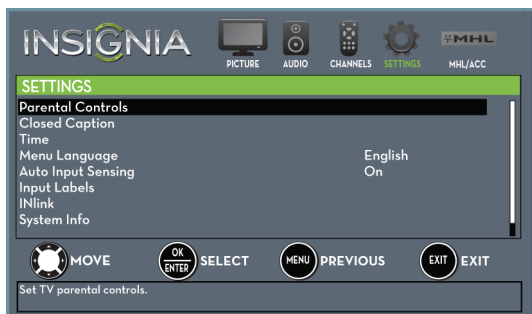 INSIGNIA
PICTURE AUDIO CHANNELS SETTINGS MHL MHL/ACC
SETTINGS
Parental Controls
Closed Caption
Time
Menu Language English
Auto Input Sensing On
Input Labels
INlink
System Info
MOVE OK ENTER SELECT MENU PREVIOUS EXIT EXIT
Set TV parental controls.